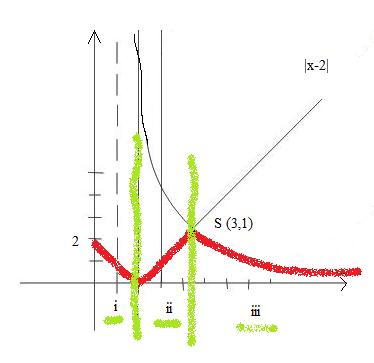 |x-2|
S (3,1)
2
i ii iii